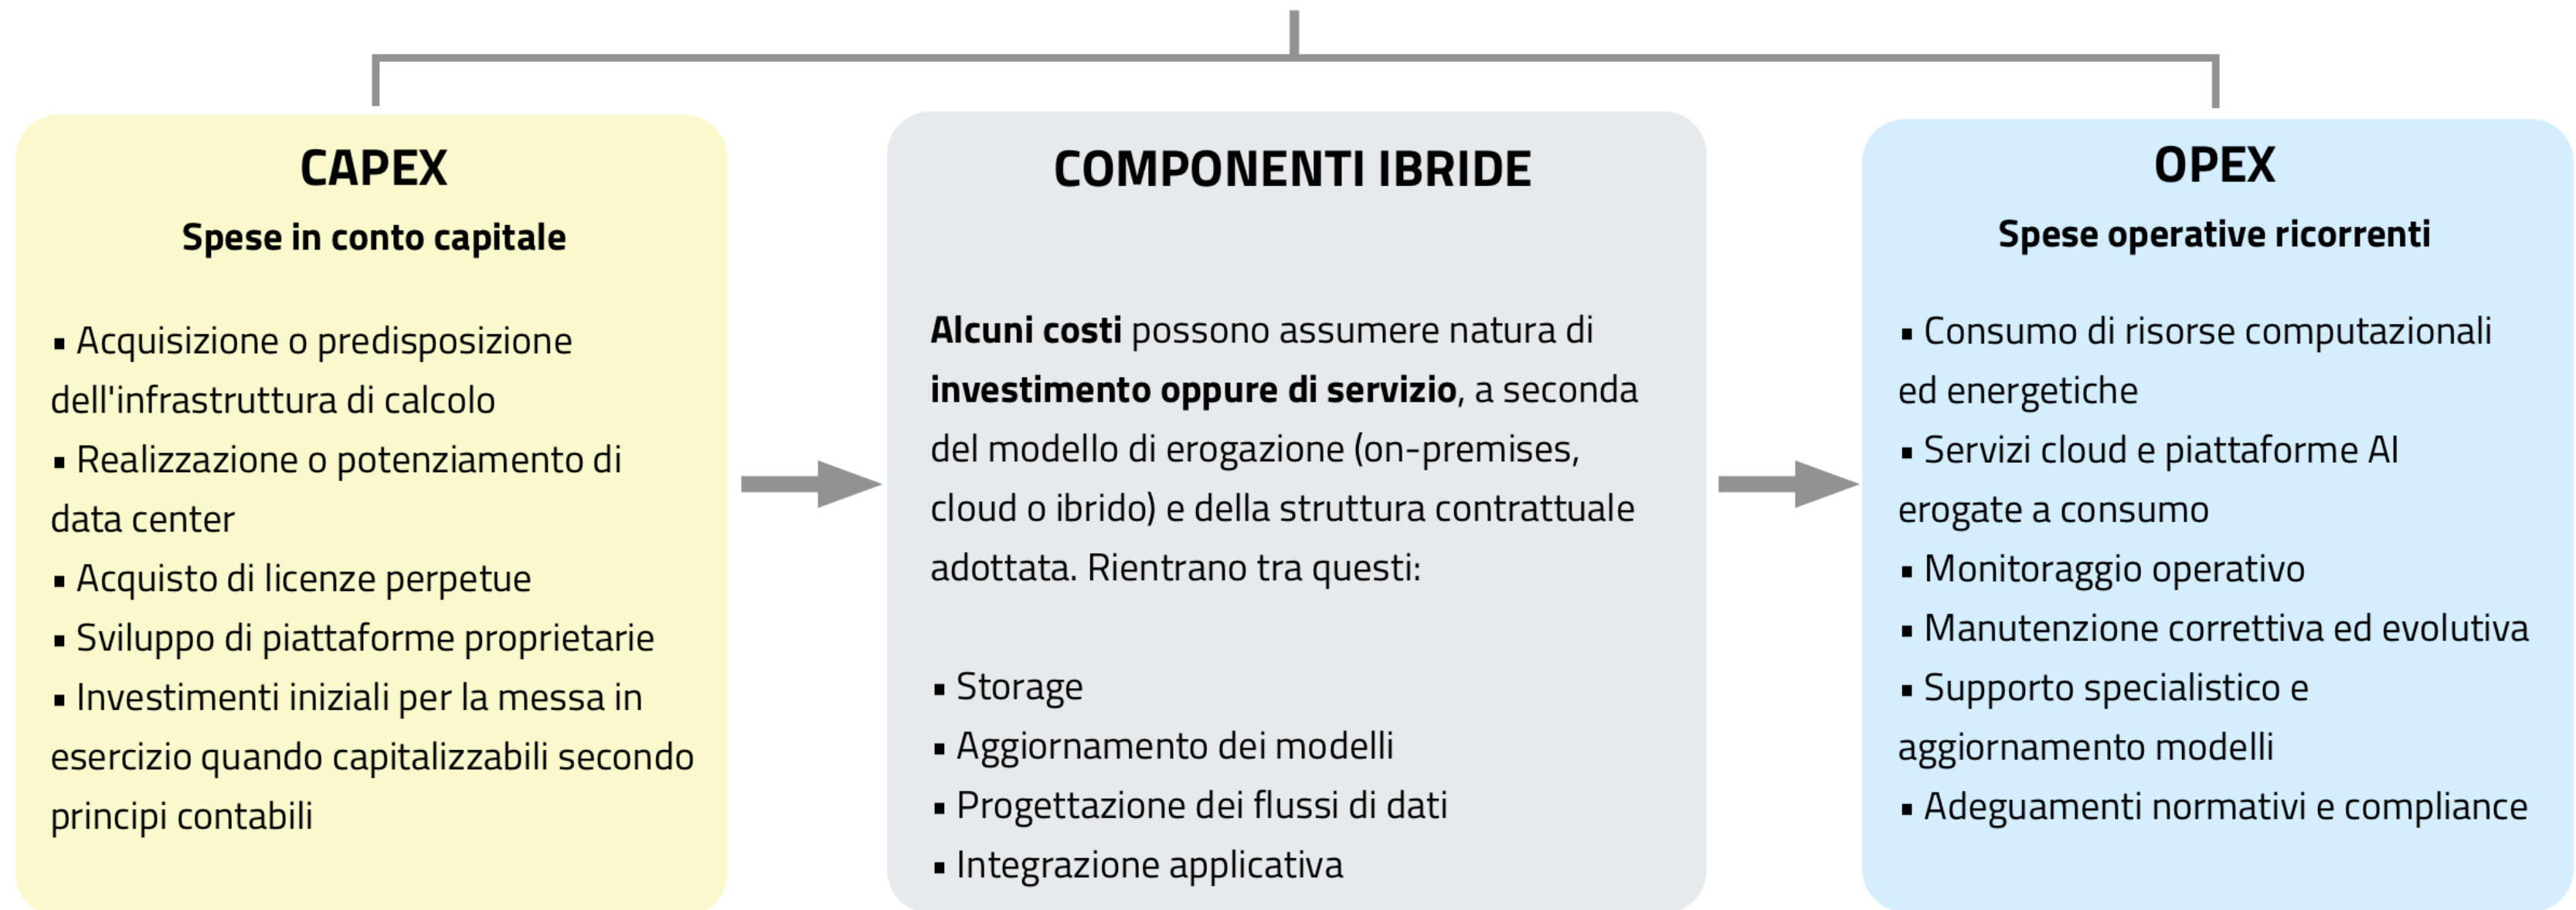 CAPEX
Spese in conto capitale
▪ Acquisizione o predisposizione
dell'infrastruttura di calcolo
▪ Realizzazione o potenziamento di
data center
▪ Acquisto di licenze perpetue
▪ Sviluppo di piattaforme proprietarie
▪ Investimenti iniziali per la messa in
esercizio quando capitalizzabili secondo
principi contabili
COMPONENTI IBRIDE
Alcuni costi possono assumere natura di
investimento oppure di servizio, a seconda
del modello di erogazione (on-premises,
cloud o ibrido) e della struttura contrattuale
adottata. Rientrano tra questi:
▪ Storage
▪ Aggiornamento dei modelli
▪ Progettazione dei flussi di dati
▪ Integrazione applicativa
OPEX
Spese operative ricorrenti
▪ Consumo di risorse computazionali
ed energetiche
▪ Servizi cloud e piattaforme AI
erogate a consumo
▪ Monitoraggio operativo
▪ Manutenzione correttiva ed evolutiva
▪ Supporto specialistico e
aggiornamento modelli
▪ Adeguamenti normativi e compliance